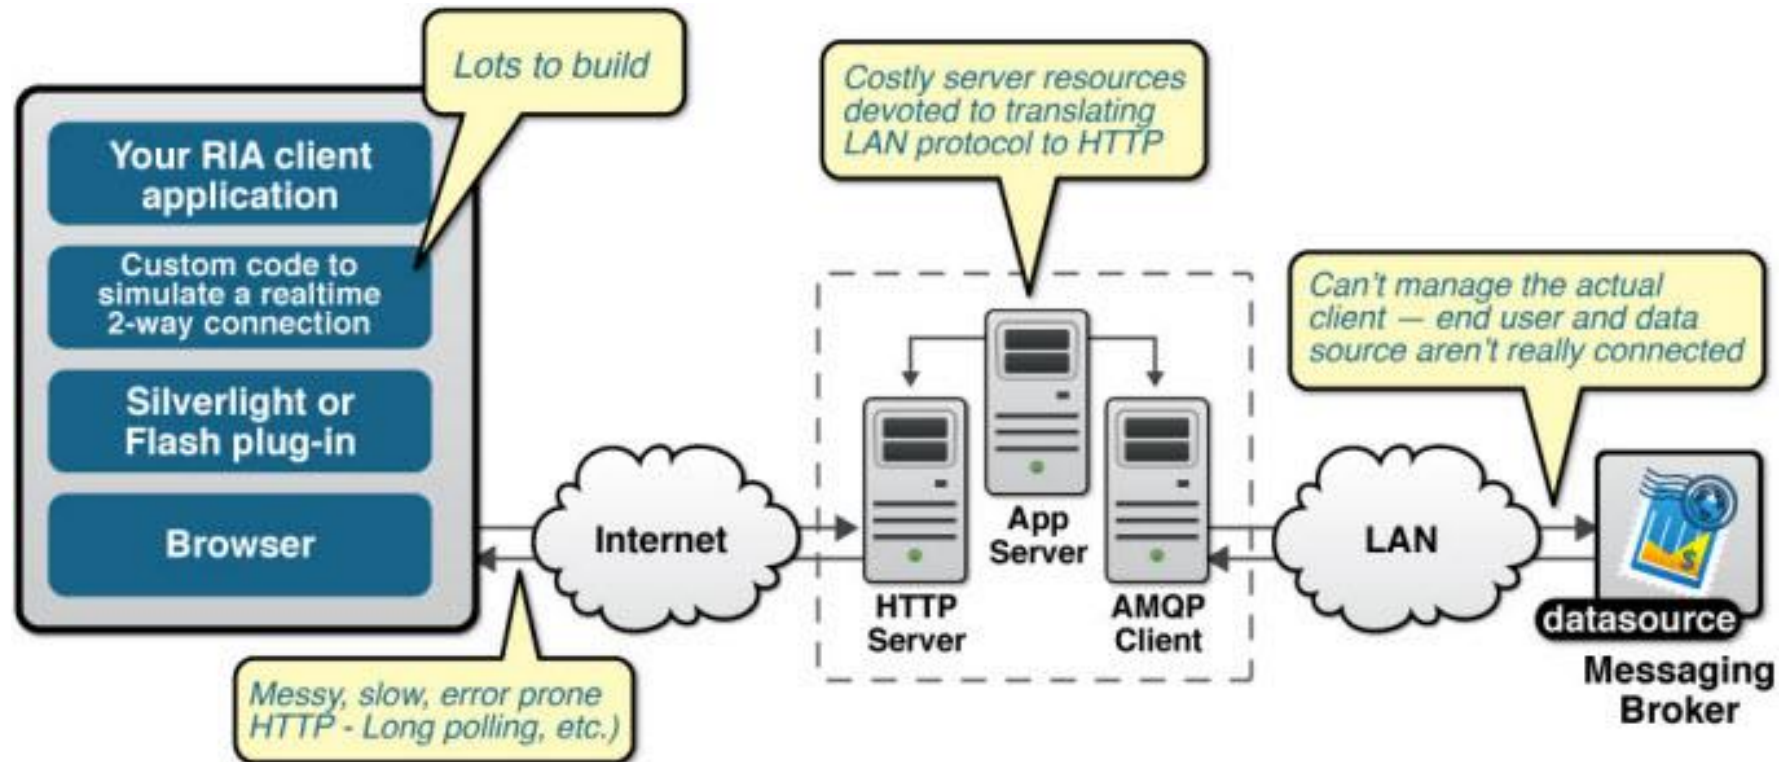 Lots to build
Your RIA client
application
Custom code to
simulate a realtime
2-way connection
Silverlight or
Flash plug-in
Browser
Messy, slow, error prone
HTTP - Long polling, etc.)
Internet
Costly server resources
devoted to translating
LAN protocol to HTTP
App
Server
HTTP
Server
AMQP
Client
Can't manage the actual
client — end user and data
source aren't really connected
LAN
$
datasource
Messaging
Broker